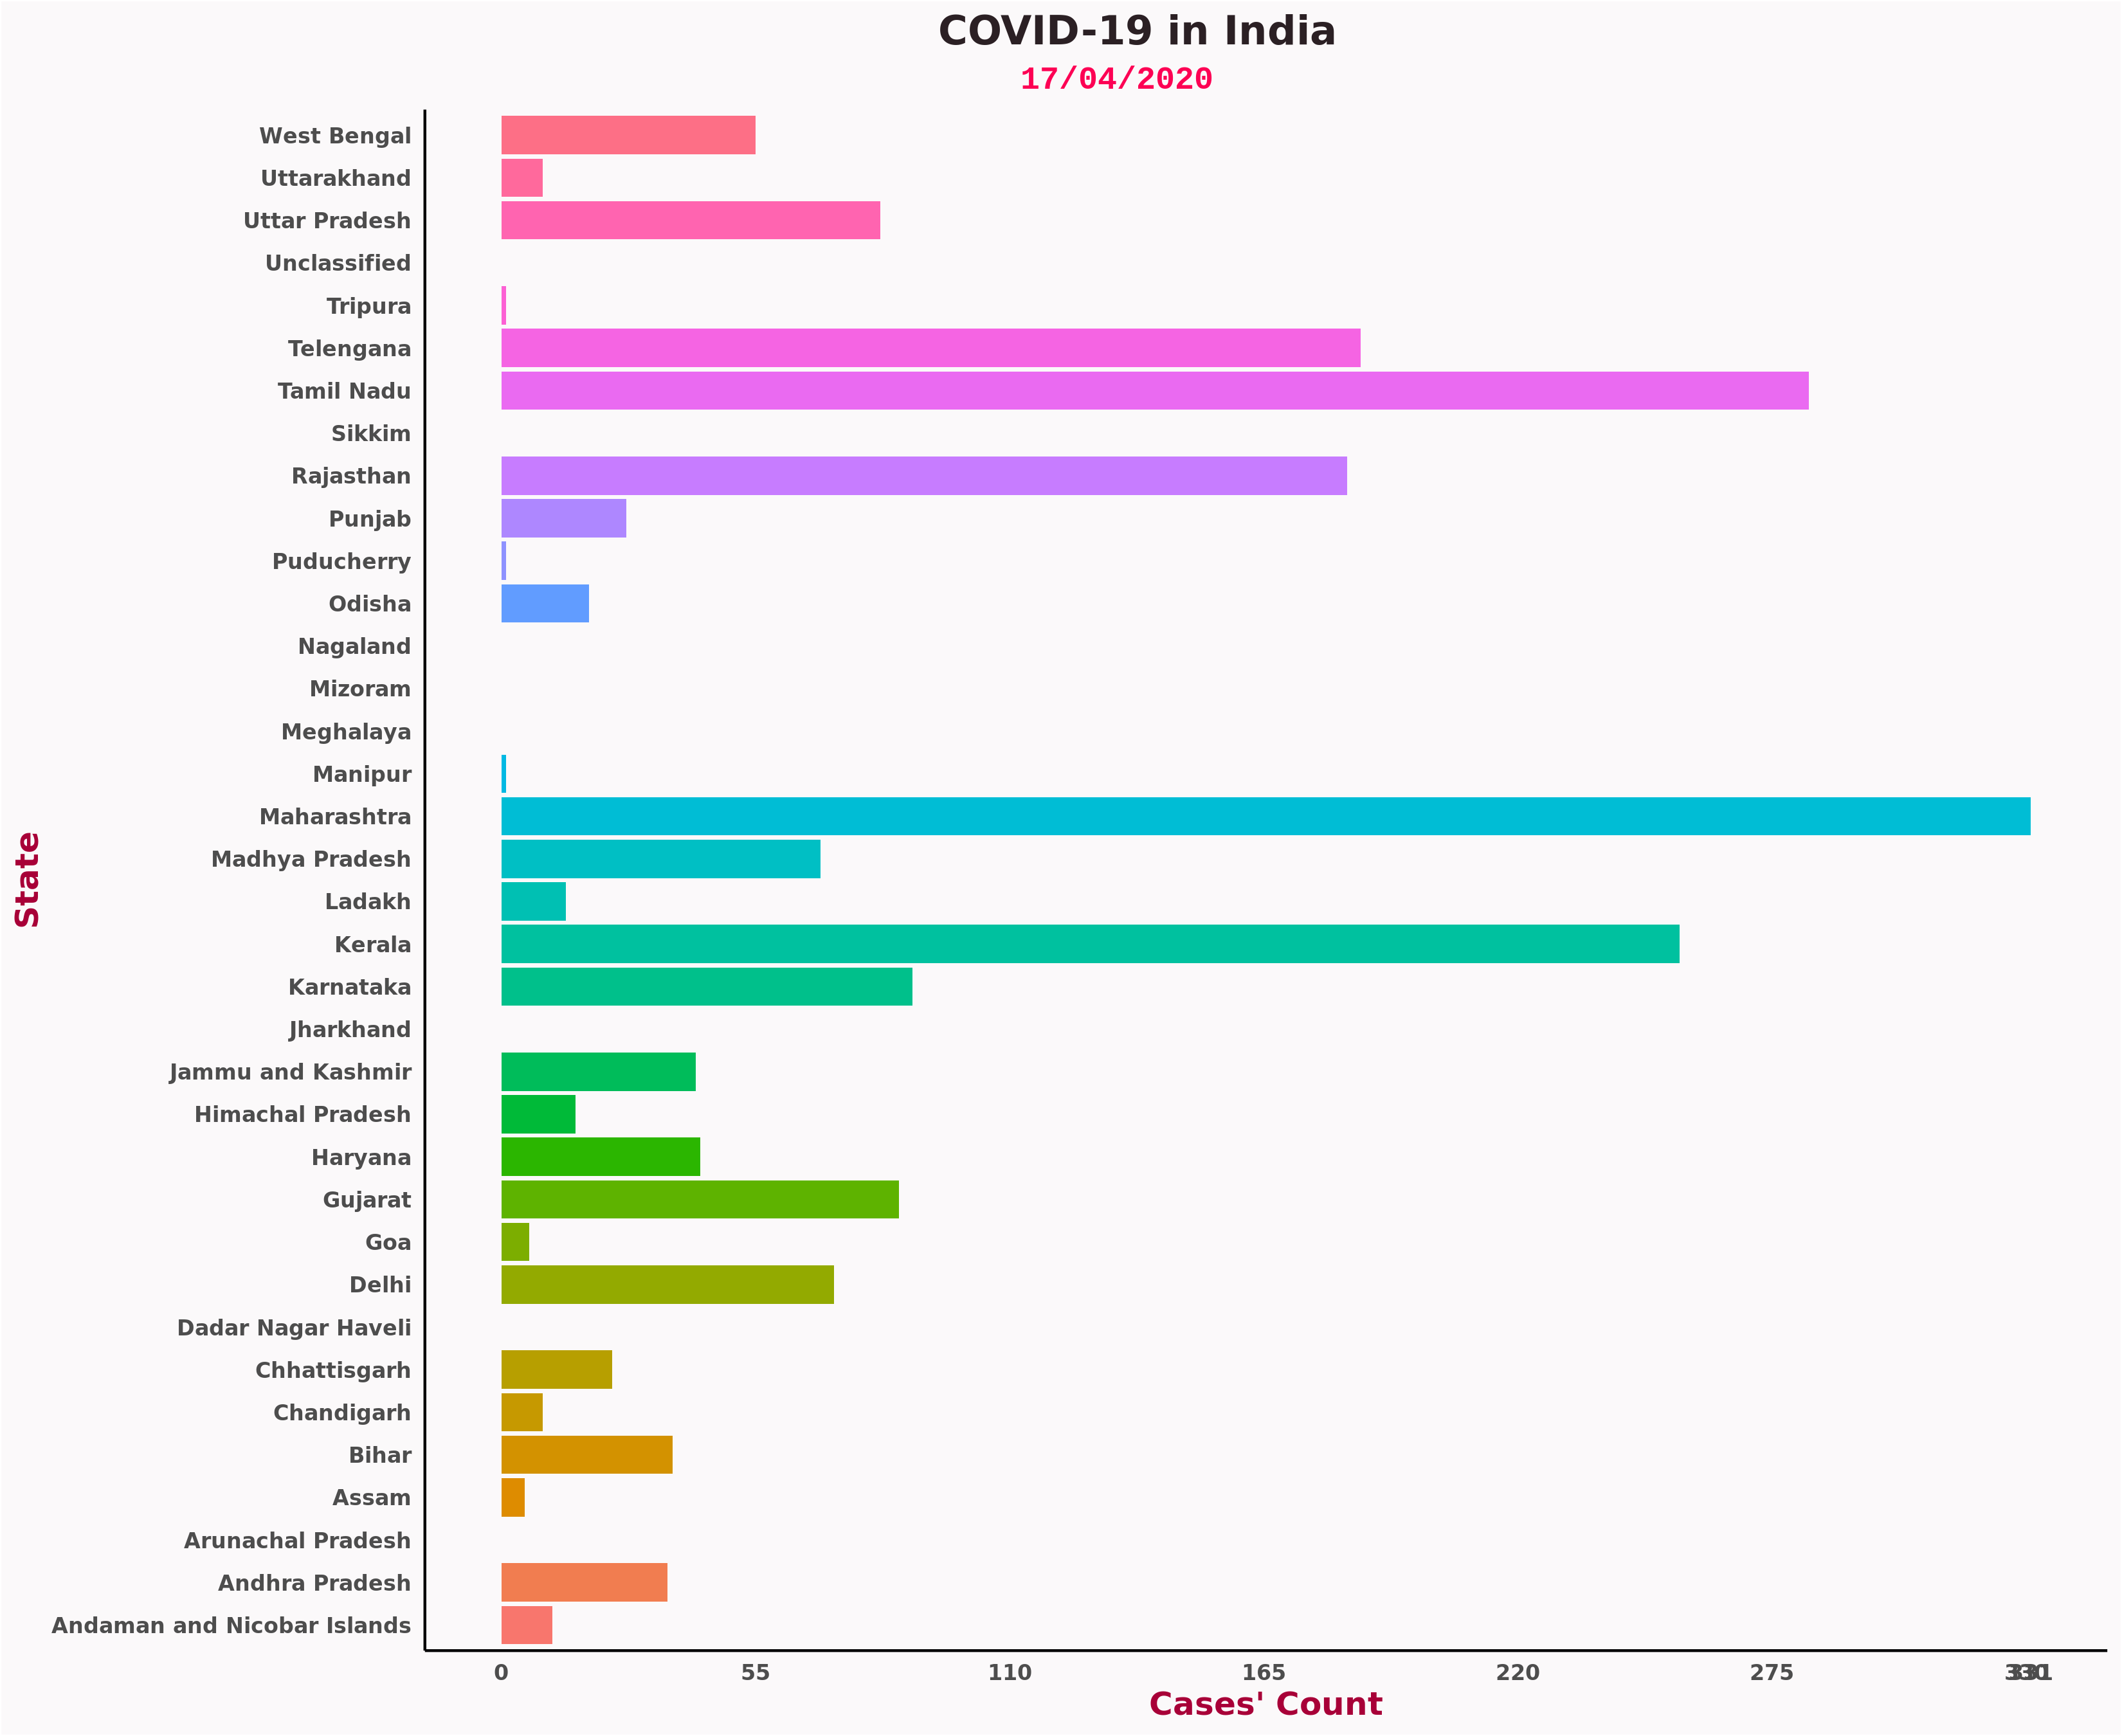 COVID-19 in India
17/04/2020
West Bengal
Uttarakhand
Uttar Pradesh
Unclassified
Tripura
Telengana
Tamil Nadu
Sikkim
Rajasthan
Punjab
Puducherry
Odisha
Nagaland
Mizoram
Meghalaya
Manipur
Maharashtra
Madhya Pradesh
Ladakh
Kerala
Karnataka
Jharkhand
Jammu and Kashmir
Himachal Pradesh
Haryana
Gujarat
Goa
Delhi
Dadar Nagar Haveli
Chhattisgarh
Chandigarh
Bihar
Assam
Arunachal Pradesh
Andhra Pradesh
Andaman and Nicobar Islands
State
0 55 110 165 220 275 330 331
Cases' Count